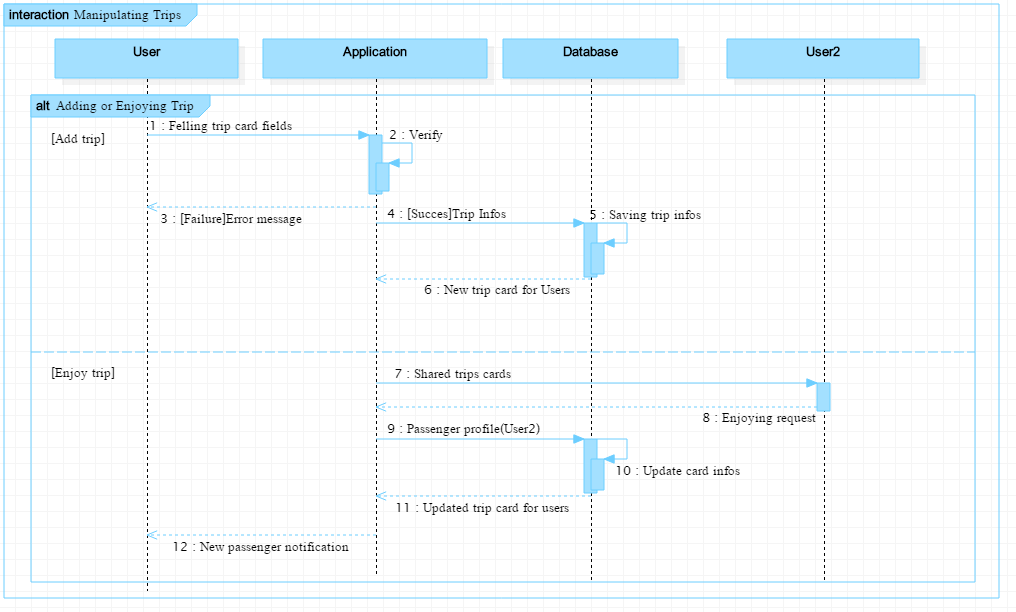 interaction Manipulating Trips
User
Application
Database
User2
alt Adding or Enjoying Trip
[Add trip]
1 : Felling trip card fields
2 : Verify
3 : [Failure]Error message
4 : [Succes]Trip Infos
5 : Saving trip infos
6 : New trip card for Users
[Enjoy trip]
7 : Shared trips cards
8 : Enjoying request
9 : Passenger profile(User2)
10 : Update card infos
11 : Updated trip card for users
12 : New passenger notification